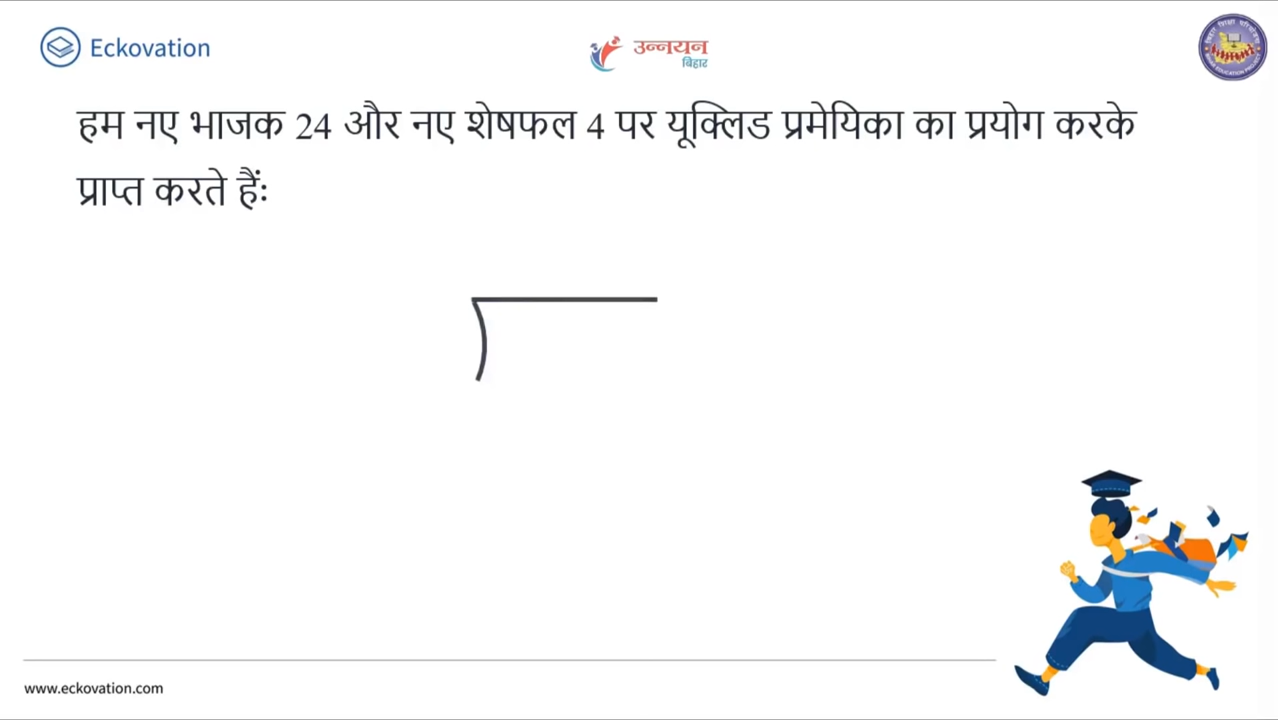 Eckovation
उन्नयन
बिहार
हम नए भाजक 24 और नए शेषफल 4 पर यूक्लिड प्रमेयिका का प्रयोग करके
प्राप्त करते हैंः
www.eckovation.com